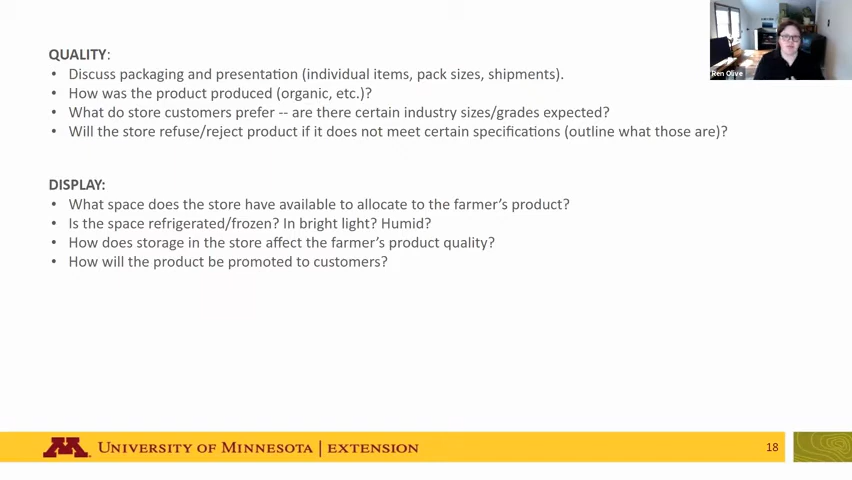 QUALITY:
• Discuss packaging and presentation (individual items, pack sizes, shipments).
• How was the product produced (organic, etc.)?
• What do store customers prefer -- are there certain industry sizes/grades expected?
• Will the store refuse/reject product if it does not meet certain specifications (outline what those are)?
DISPLAY:
• What space does the store have available to allocate to the farmer's product?
• Is the space refrigerated/frozen? In bright light? Humid?
• How does storage in the store affect the farmer's product quality?
• How will the product be promoted to customers?
Ren Olive
M UNIVERSITY OF MINNESOTA | EXTENSION
18